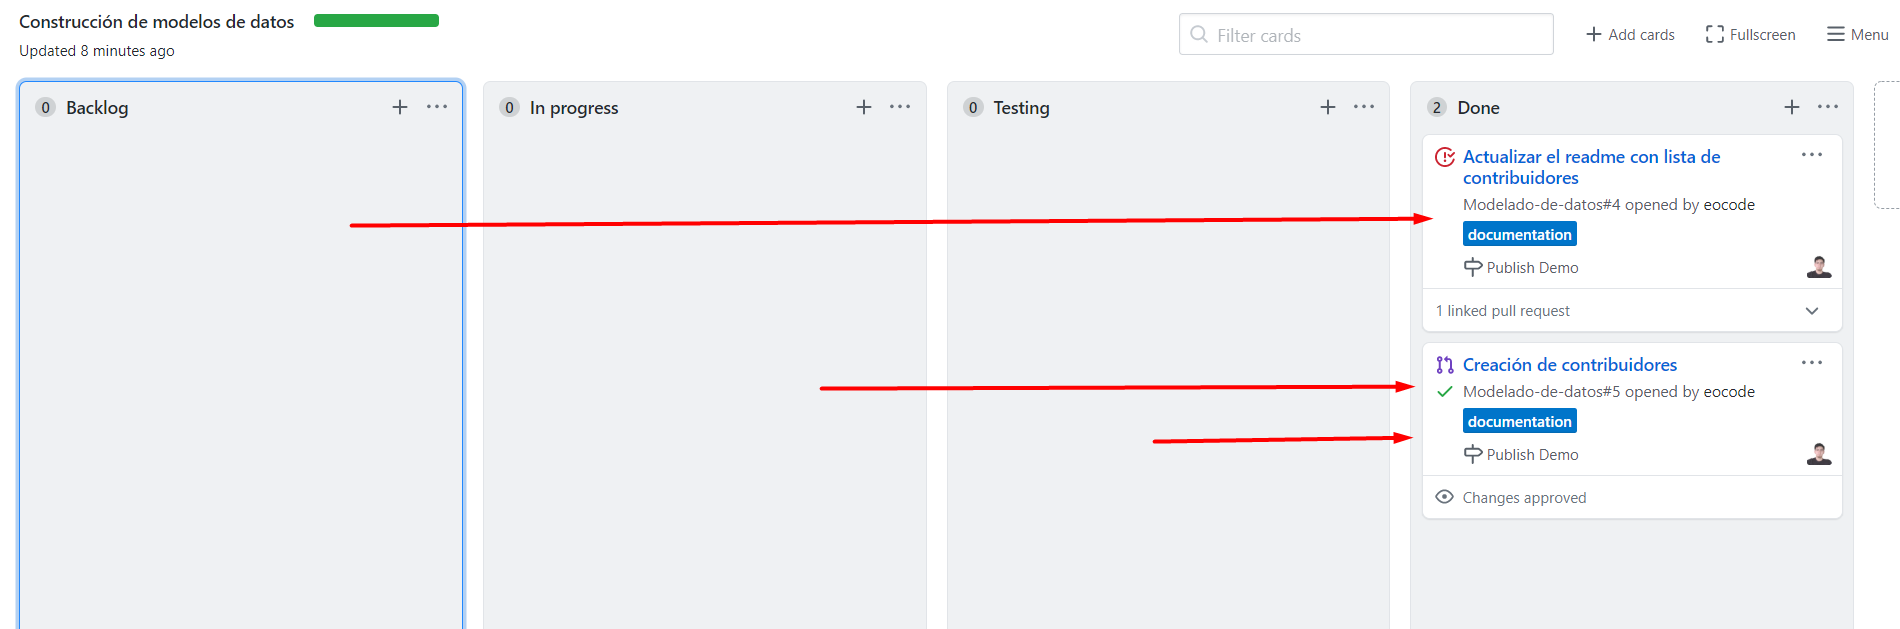 Construcción de modelos de datos
Updated 8 minutes ago
Filter cards
Add cards
Fullscreen
Menu
0 Backlog
0 In progress
0 Testing
2 Done
Actualizar el readme con lista de
contribuidores
Modelado-de-datos#4 opened by eocode
documentation
Publish Demo
1 linked pull request
Creación de contribuidores
Modelado-de-datos#5 opened by eocode
documentation
Publish Demo
Changes approved